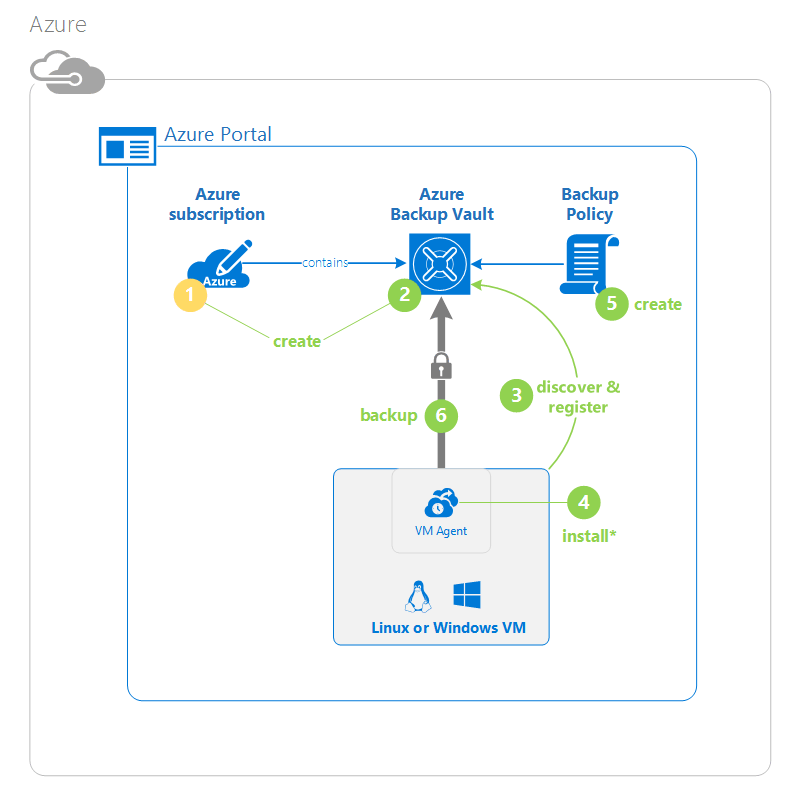 Azure
Azure Portal
Azure
subscription
Azure
Backup Vault
Backup
Policy
contains
Azure
1
2
5
create
create
3
discover &
register
backup
6
4
VM Agent
install*
Linux or Windows VM